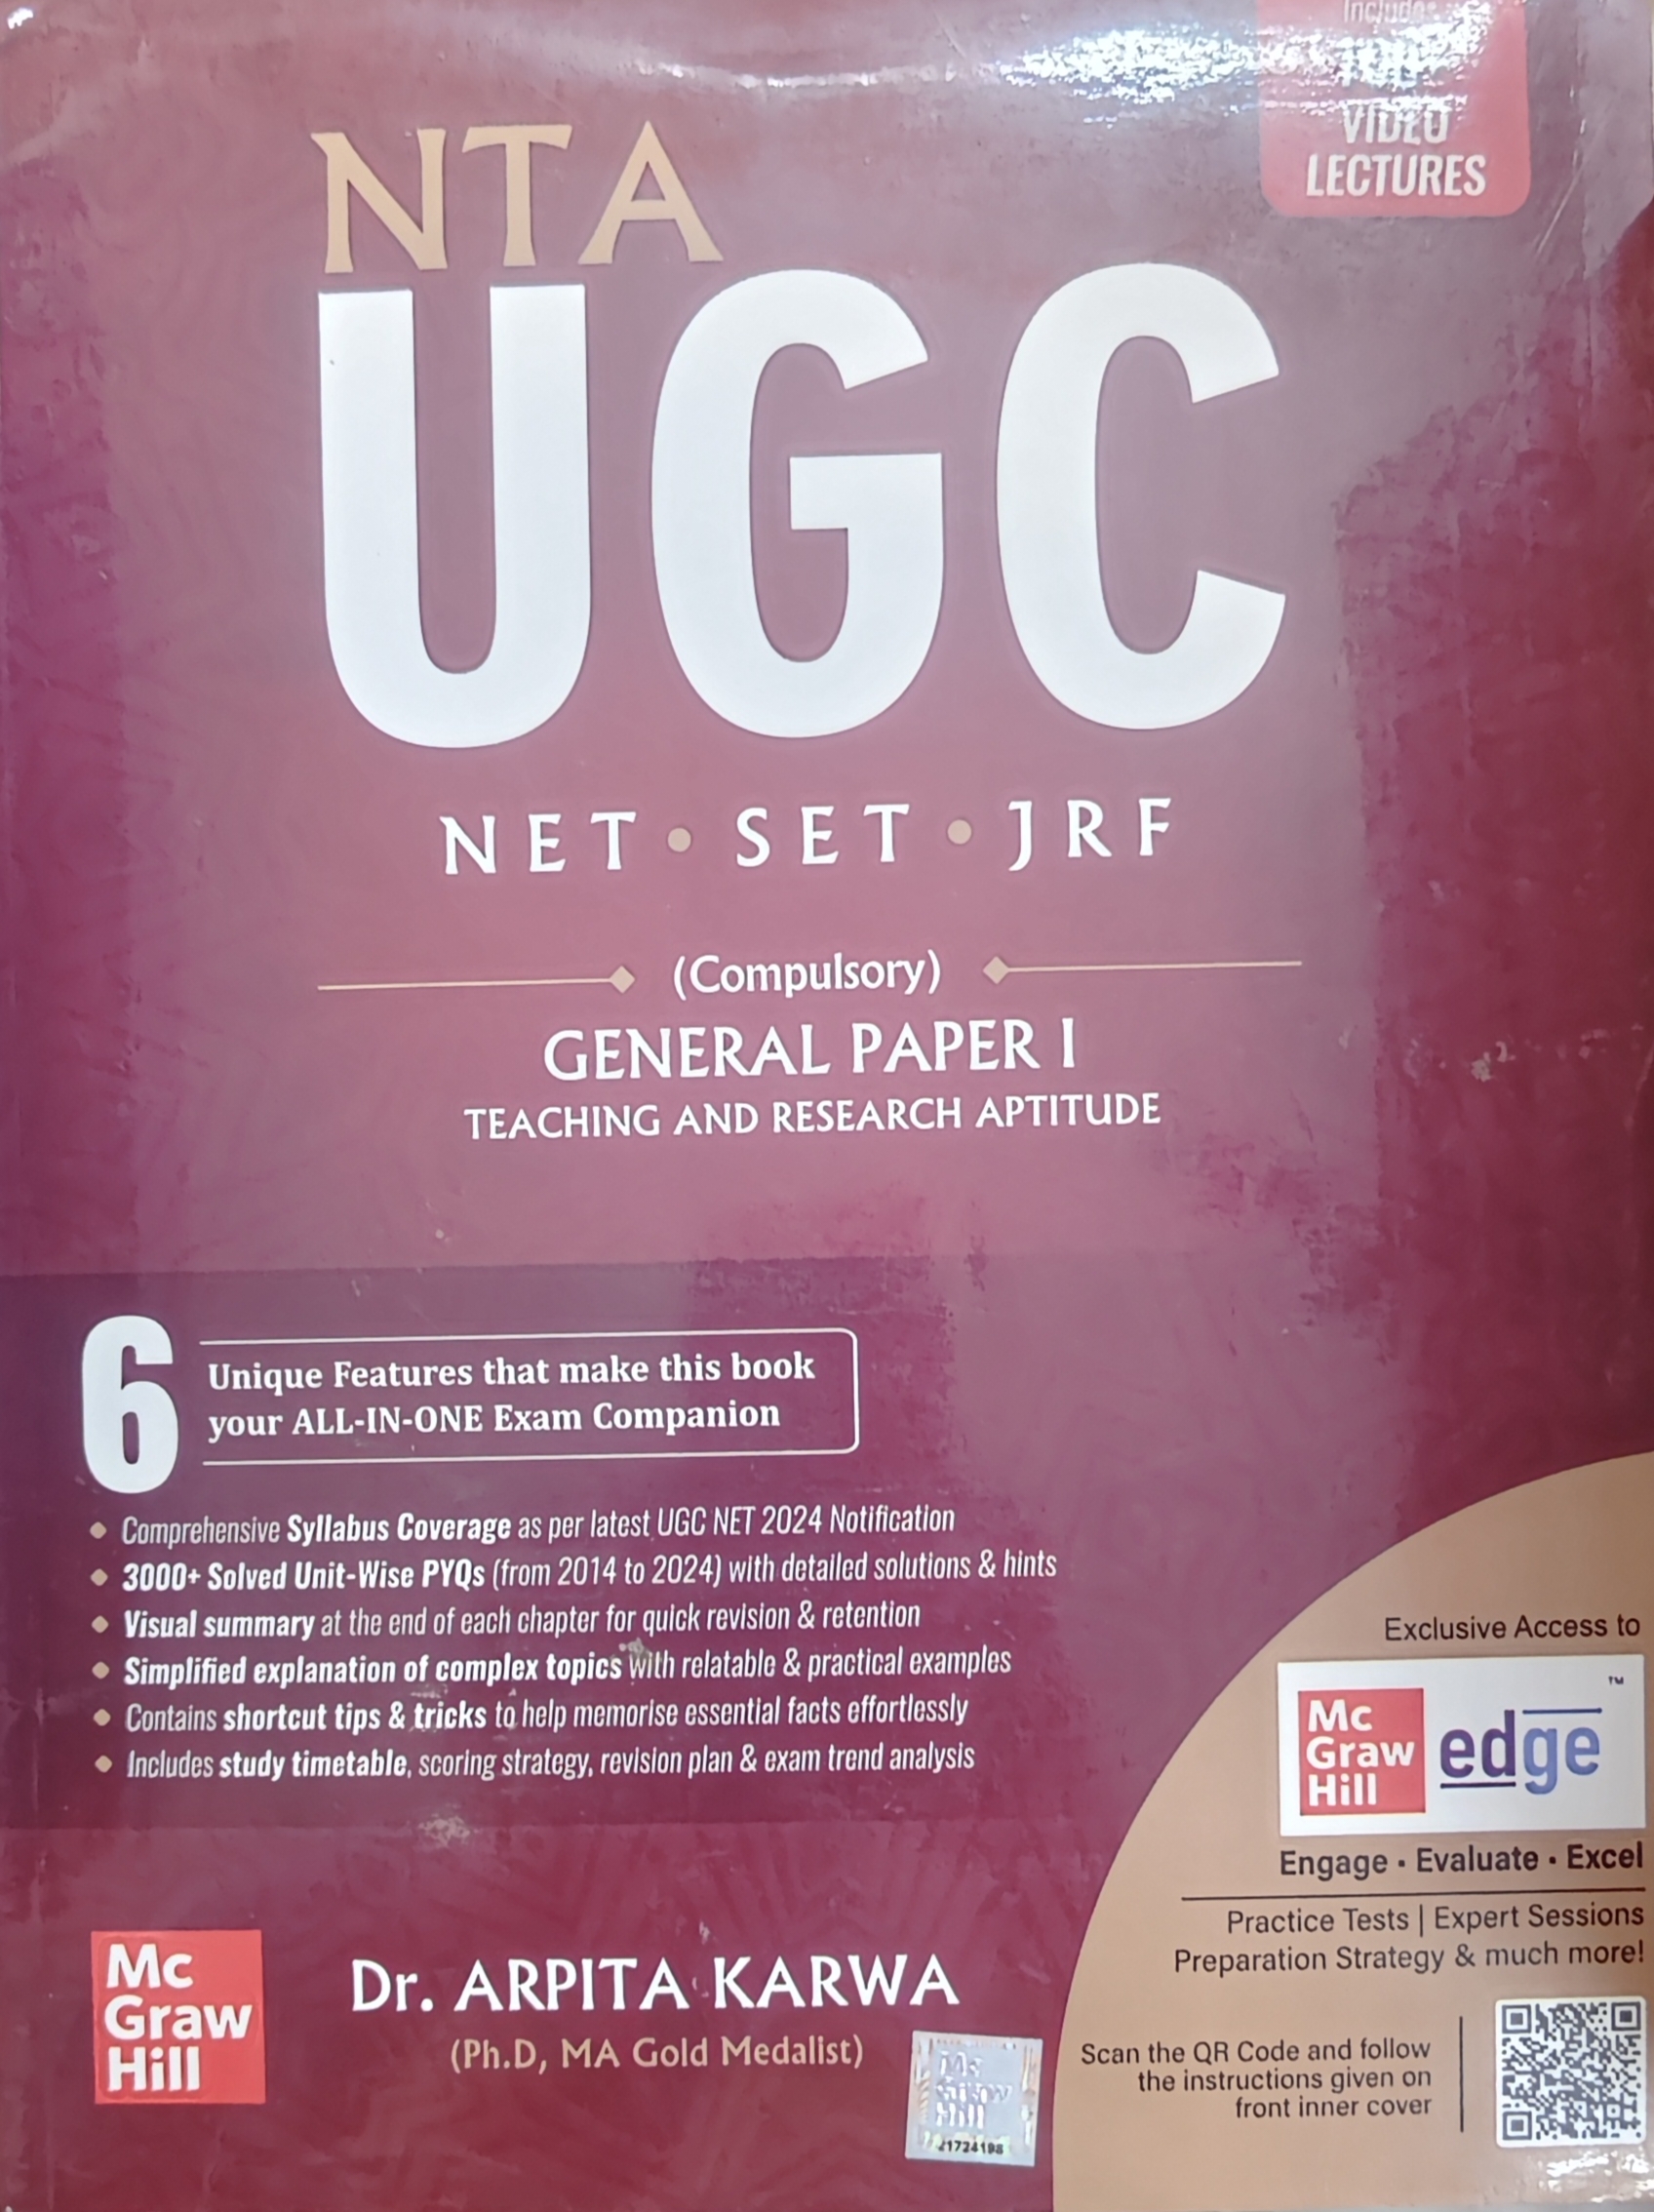 Includes
VIDEO
LECTURES
NTA
UGC
NET • SET • JRF
(Compulsory)
GENERAL PAPER I
TEACHING AND RESEARCH APTITUDE
6
Unique Features that make this book
your ALL-IN-ONE Exam Companion
• Comprehensive Syllabus Coverage as per latest UGC NET 2024 Notification
• 3000+ Solved Unit-Wise PYQs (from 2014 to 2024) with detailed solutions & hints
• Visual summary at the end of each chapter for quick revision & retention
• Simplified explanation of complex topics with relatable & practical examples
• Contains shortcut tips & tricks to help memorise essential facts effortlessly
• Includes study timetable, scoring strategy, revision plan & exam trend analysis
Exclusive Access to
Mc
Graw
Hill
edge™
Engage • Evaluate • Excel
Practice Tests | Expert Sessions
Preparation Strategy & much more!
Scan the QR Code and follow
the instructions given on
front inner cover
Mc
Graw
Hill
Dr. ARPITA KARWA
(Ph.D, MA Gold Medalist)
Mc
Graw
Hill
21724198